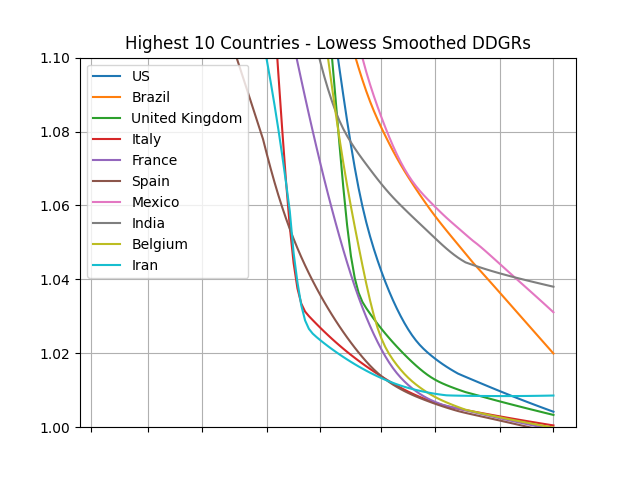 Highest 10 Countries - Lowess Smoothed DDGRs
1.10
1.08
1.06
1.04
1.02
1.00
US
Brazil
United Kingdom
Italy
France
Spain
Mexico
India
Belgium
Iran